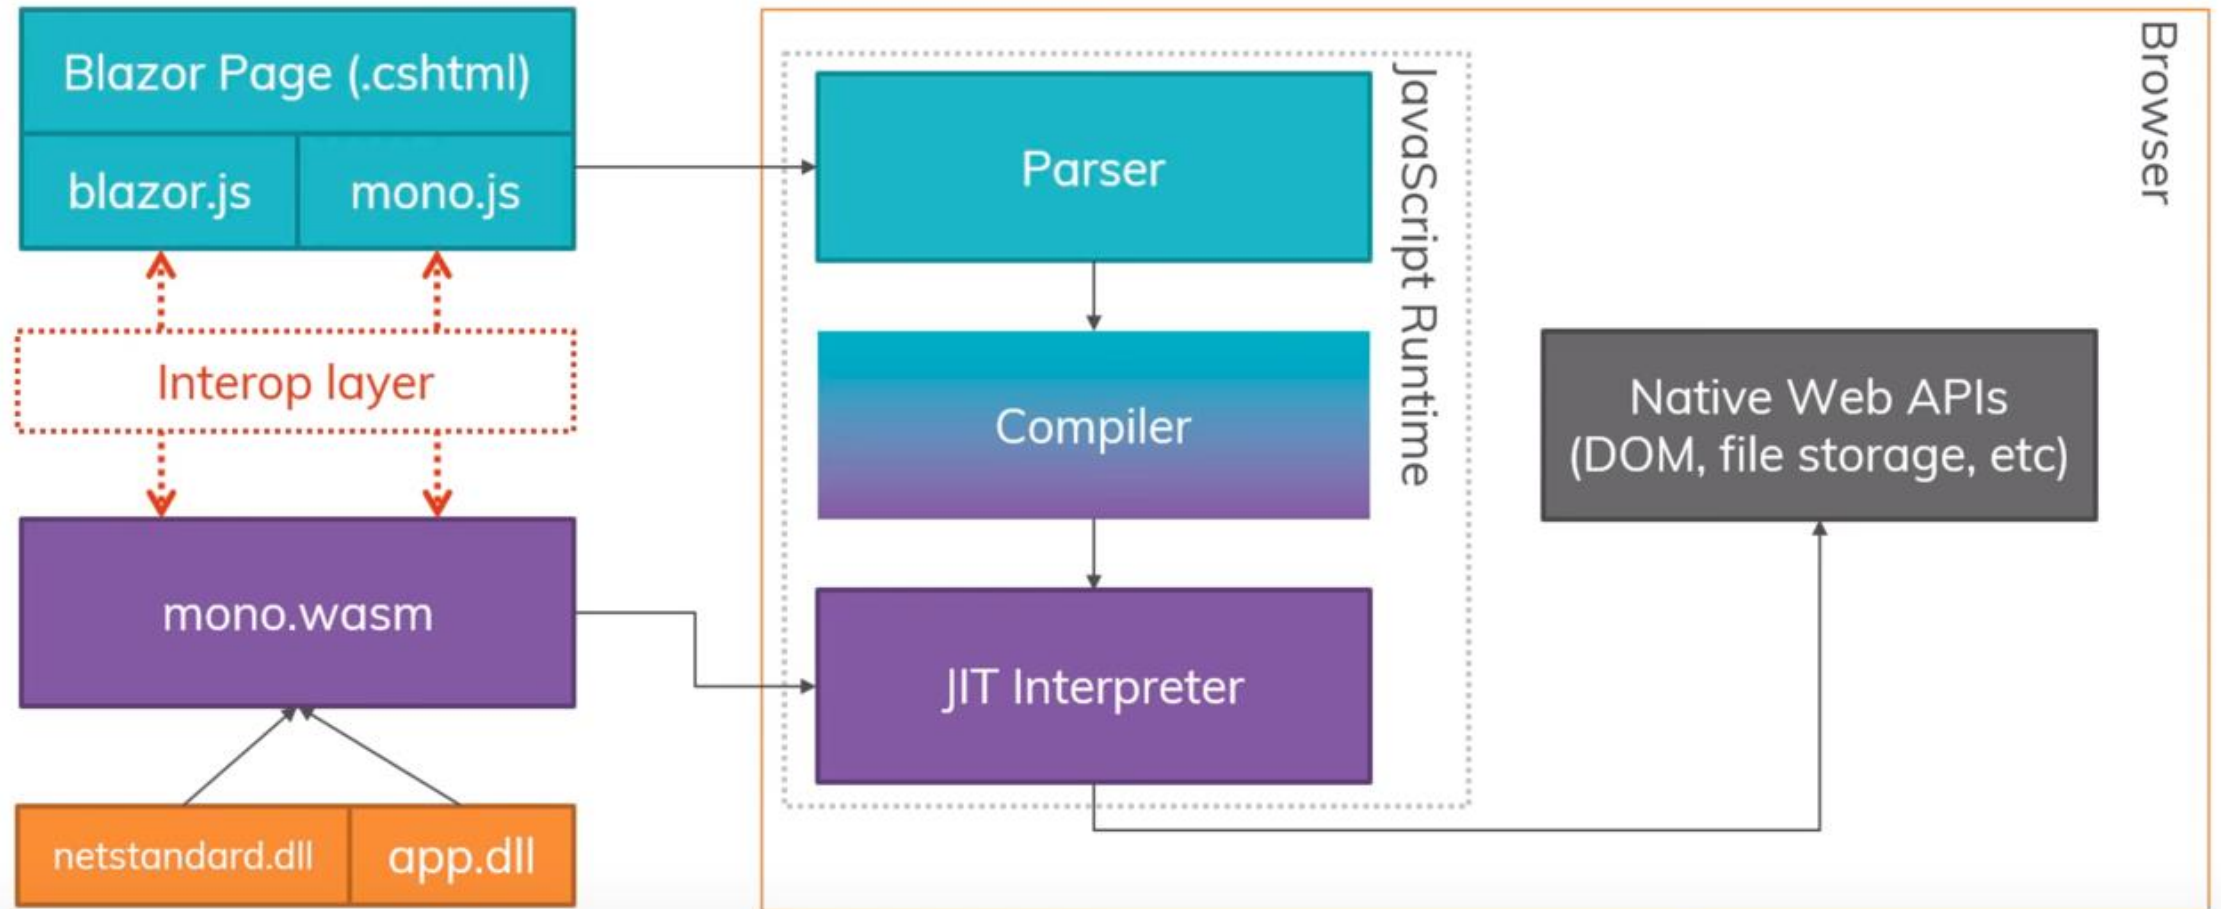 Blazor Page (.cshtml)
blazor.js
mono.js
Interop layer
mono.wasm
netstandard.dll
app.dll
Parser
Compiler
JIT Interpreter
JavaScript Runtime
Native Web APIs
(DOM, file storage, etc)
Browser